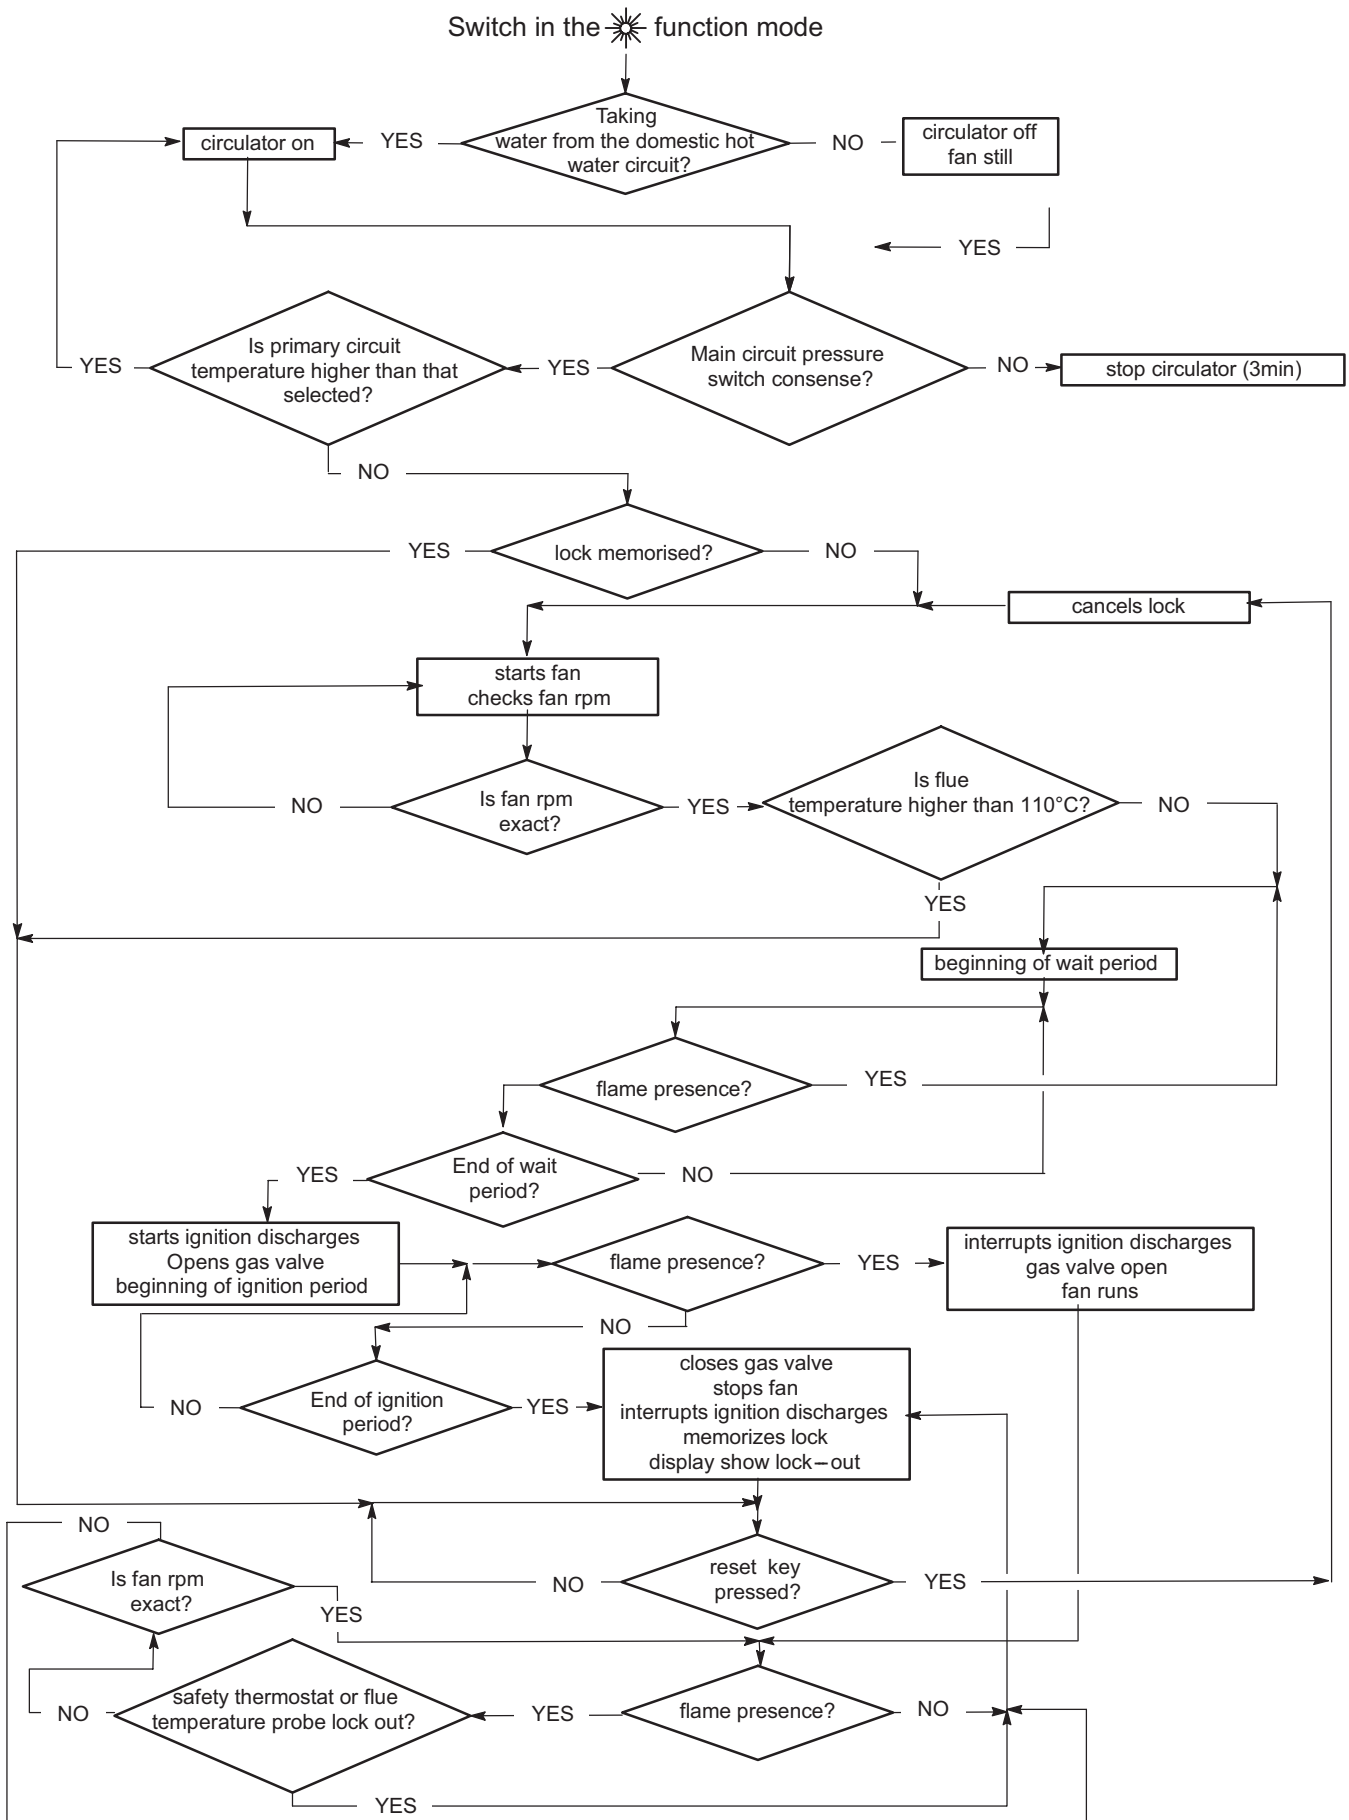 Switch in the function mode
Taking
water from the domestic hot
water circuit?
YES
circulator on
NO
circulator off
fan still
YES
Is primary circuit
temperature higher than that
selected?
YES
YES
Main circuit pressure
switch consense?
NO
stop circulator (3min)
NO
YES
lock memorised?
NO
cancels lock
starts fan
checks fan rpm
NO
Is fan rpm
exact?
YES
Is flue
temperature higher than 110°C?
NO
YES
beginning of wait period
flame presence?
YES
YES
End of wait
period?
NO
starts ignition discharges
Opens gas valve
beginning of ignition period
flame presence?
YES
interrupts ignition discharges
gas valve open
fan runs
NO
NO
End of ignition
period?
YES
closes gas valve
stops fan
interrupts ignition discharges
memorizes lock
display show lock–out
NO
Is fan rpm
exact?
YES
NO
reset key
pressed?
YES
NO
safety thermostat or flue
temperature probe lock out?
YES
flame presence?
NO
YES